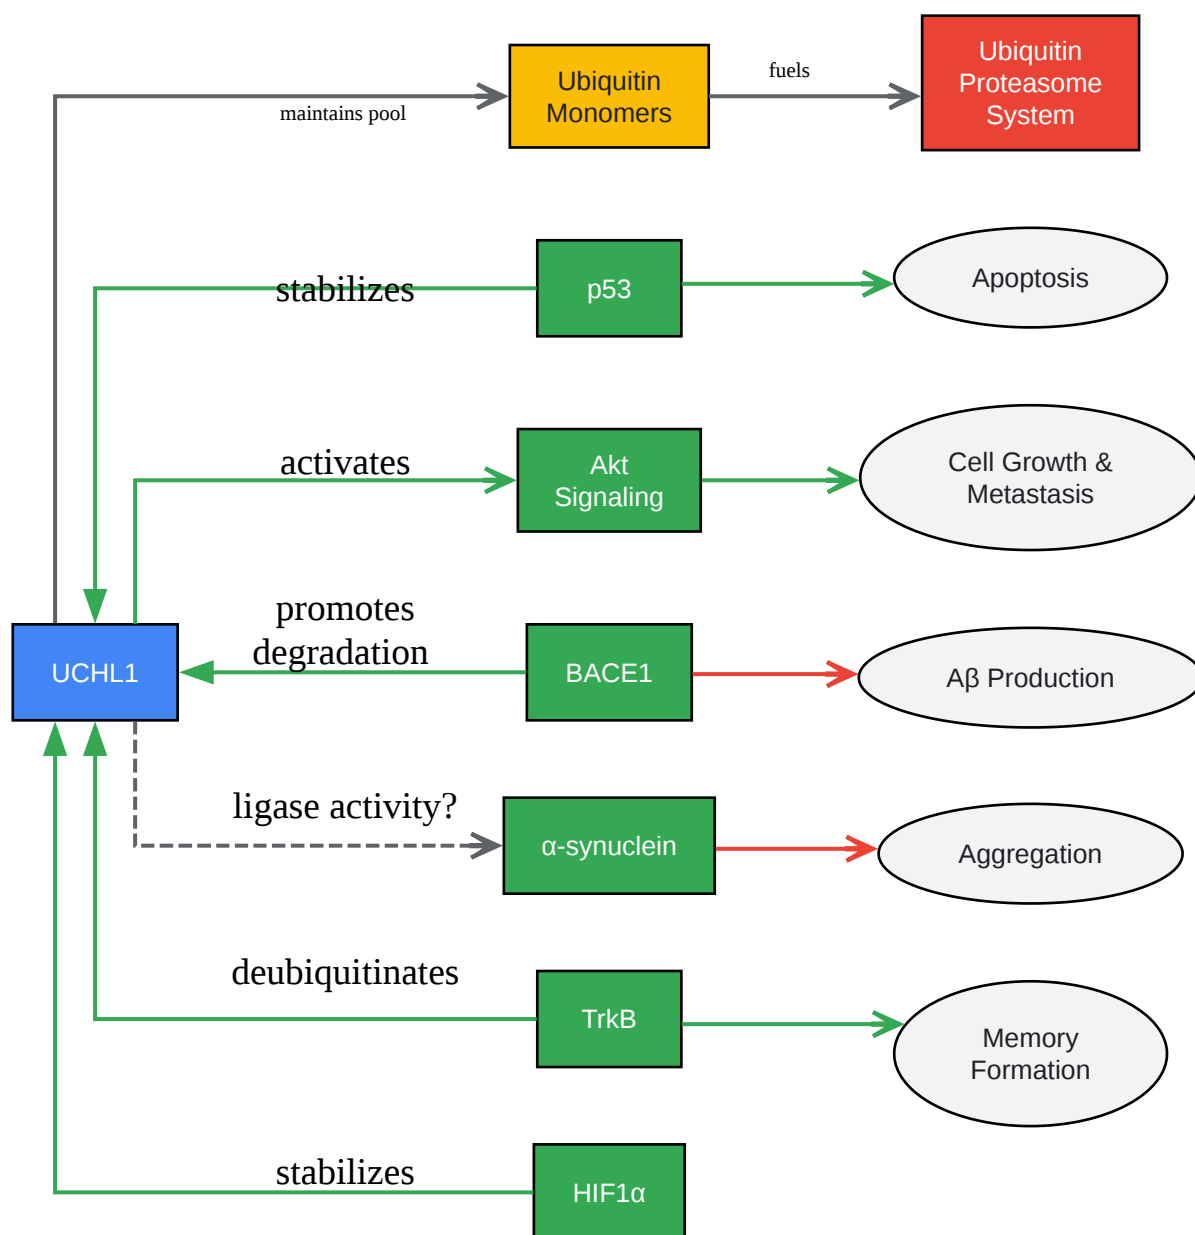 Ubiquitin
Monomers
fuels
Ubiquitin
Proteasome
System
maintains pool
stabilizes
p53
Apoptosis
activates
Akt
Signaling
Cell Growth &
Metastasis
promotes
degradation
UCHL1
BACE1
Aβ Production
ligase activity?
α-synuclein
Aggregation
deubiquitinates
TrkB
Memory
Formation
stabilizes
HIF1α